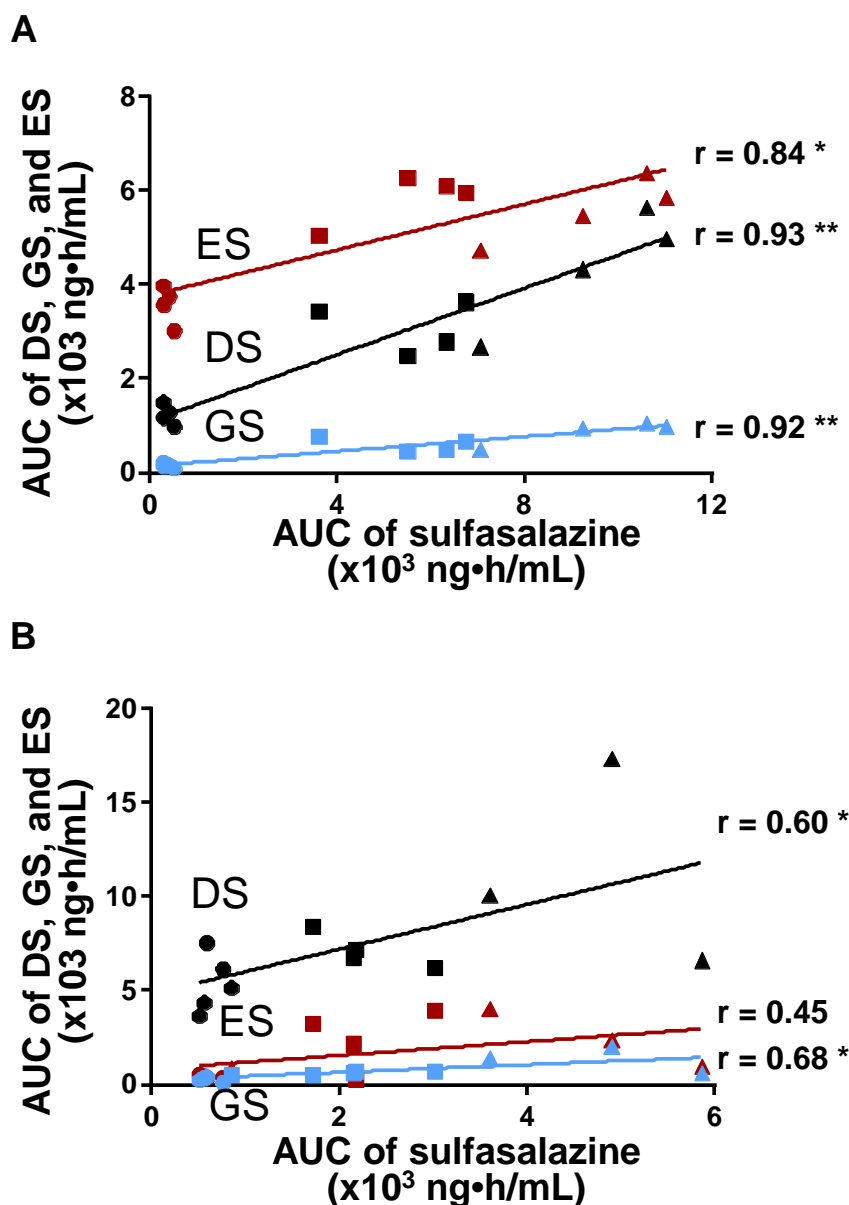 A
AUC of DS, GS, and ES
(x103 ng•h/mL)
8
6
4
2
0
0
4
8
12
ES
DS
GS
r = 0.84 *
r = 0.93 **
r = 0.92 **
AUC of sulfasalazine
(x10³ ng•h/mL)
B
AUC of DS, GS, and ES
(x103 ng•h/mL)
20
15
10
5
0
0
2
4
6
DS
ES
GS
r = 0.60 *
r = 0.45
r = 0.68 *
AUC of sulfasalazine
(x10³ ng•h/mL)